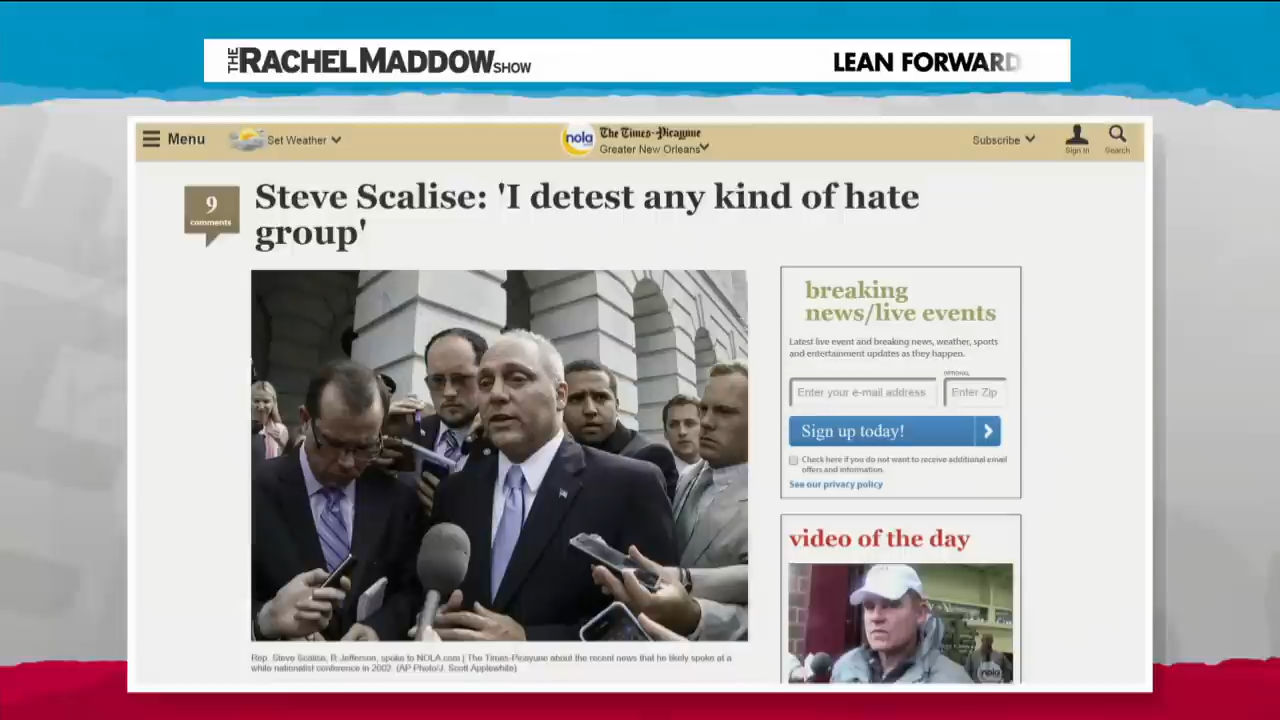 THE RACHEL MADDOW SHOW
LEAN FORWARD
Menu
Set Weather
nola
The Times-Picayune
Greater New Orleans
Subscribe
Sign In
Search
9
comments
Steve Scalise: 'I detest any kind of hate
group'
breaking
news/live events
Latest live event and breaking news, weather, sports
and entertainment updates as they happen.
OPTIONAL
Enter your e-mail address
Enter Zip
Sign up today!
Check here if you do not want to receive additional email
offers and information.
See our privacy policy
video of the day
nola
Rep. Steve Scalise, R-Jefferson, spoke to NOLA.com | The Times-Picayune about the recent news that he likely spoke at a
white nationalist conference in 2002. (AP Photo/J. Scott Applewhite)